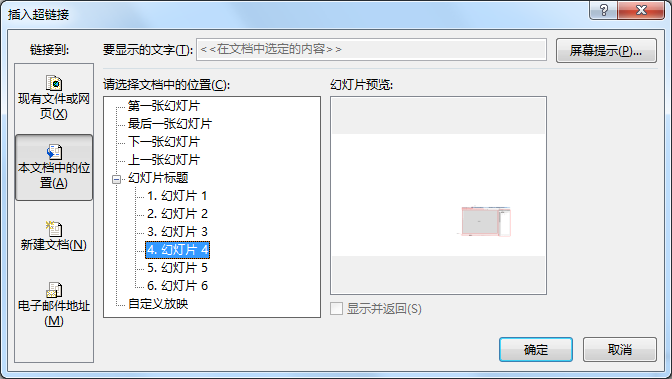 插入超链接
链接到:
要显示的文字(T):
<<在文档中选定的内容>>
屏幕提示(P)...
现有文件或网
页(X)
本文档中的位
置(A)
新建文档(N)
电子邮件地址
(M)
请选择文档中的位置(C):
第一张幻灯片
最后一张幻灯片
下一张幻灯片
上一张幻灯片
幻灯片标题
1. 幻灯片 1
2. 幻灯片 2
3. 幻灯片 3
4. 幻灯片 4
5. 幻灯片 5
6. 幻灯片 6
自定义放映
幻灯片预览:
显示并返回(S)
确定
取消